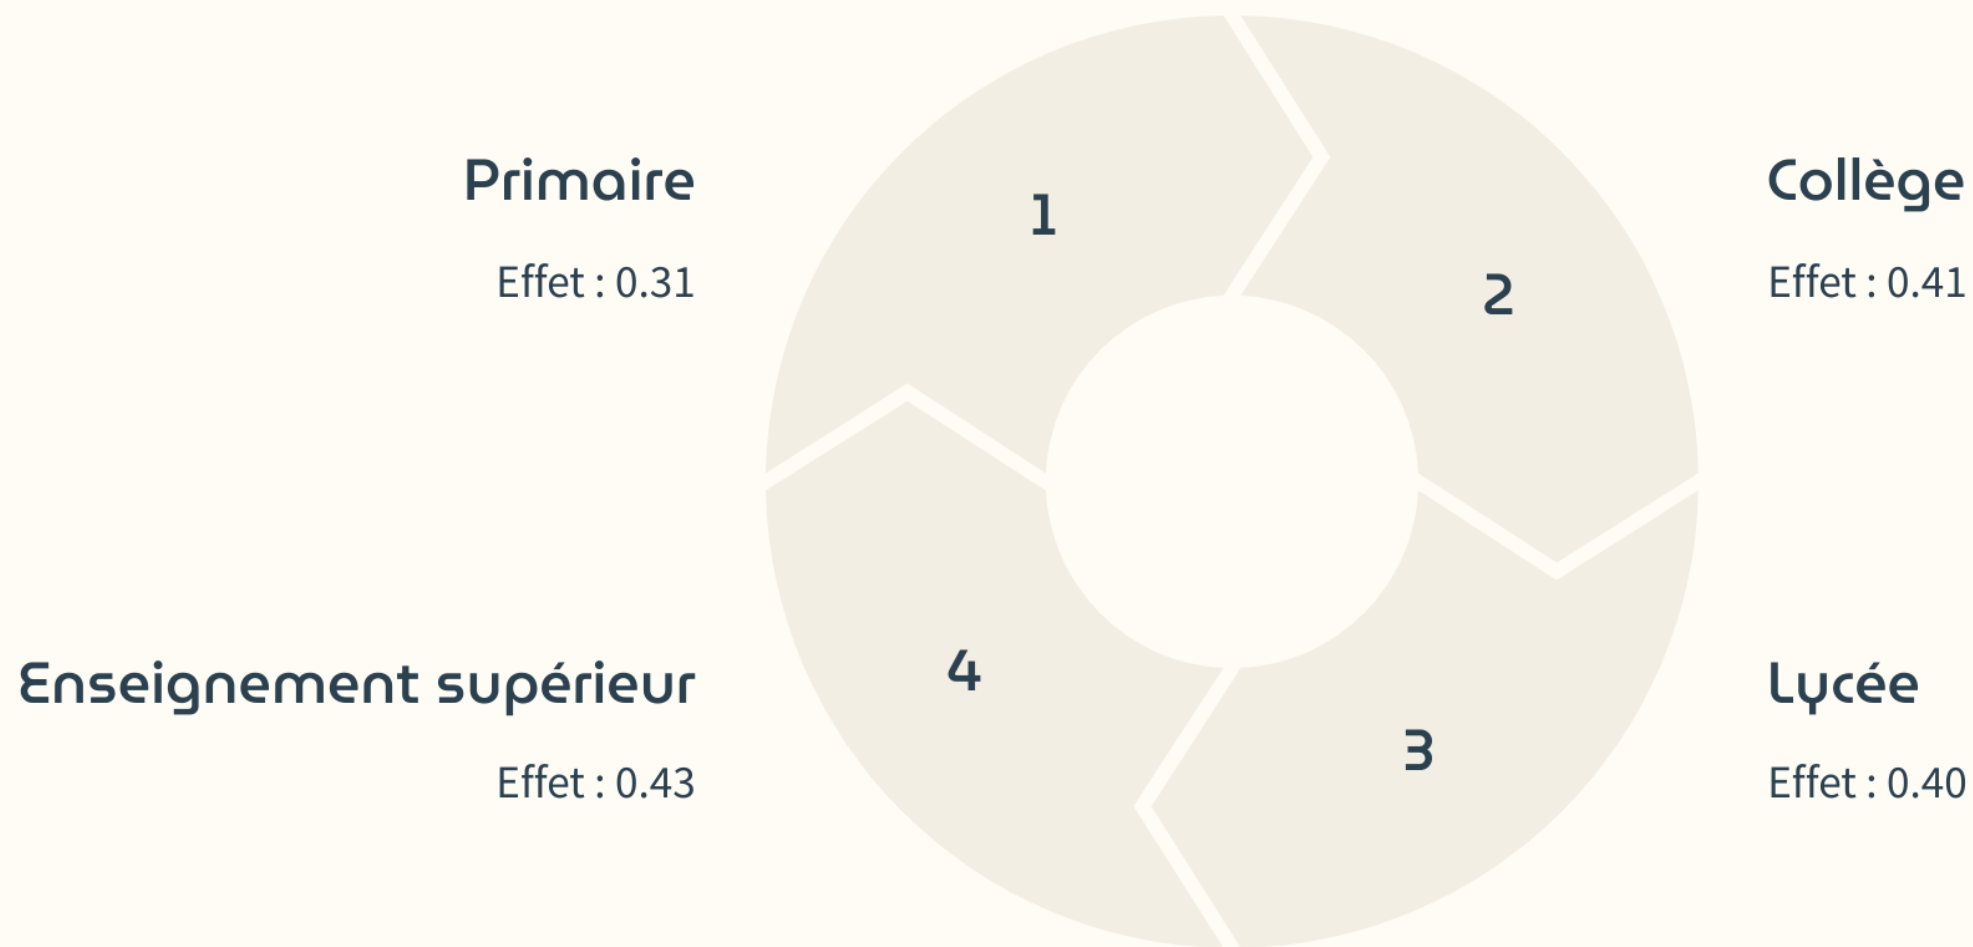 Primaire
Effet : 0.31
1
2
Collège
Effet : 0.41
Enseignement supérieur
Effet : 0.43
4
3
Lycée
Effet : 0.40